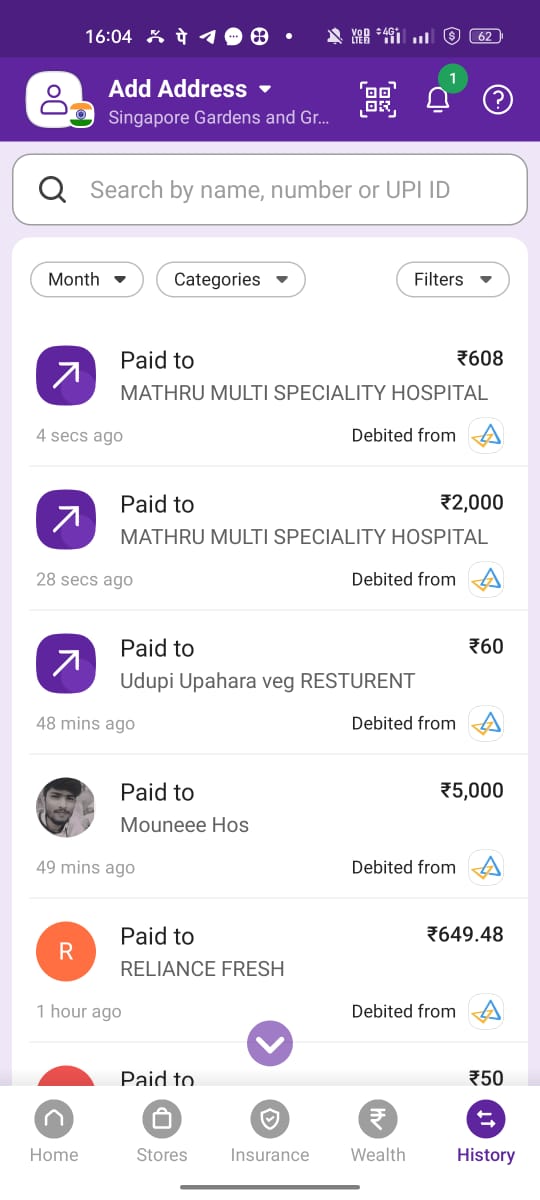 16:04 पे VoD LTEB 4G+ 62
Add Address
1
Singapore Gardens and Gr...
Search by name, number or UPI ID
Month Categories Filters
Paid to ₹608
MATHRU MULTI SPECIALITY HOSPITAL
4 secs ago Debited from
Paid to ₹2,000
MATHRU MULTI SPECIALITY HOSPITAL
28 secs ago Debited from
Paid to ₹60
Udupi Upahara veg RESTURENT
48 mins ago Debited from
Paid to ₹5,000
Mouneee Hos
49 mins ago Debited from
Paid to ₹649.48
R
RELIANCE FRESH
1 hour ago Debited from
Paid to ₹50
Home Stores Insurance Wealth History